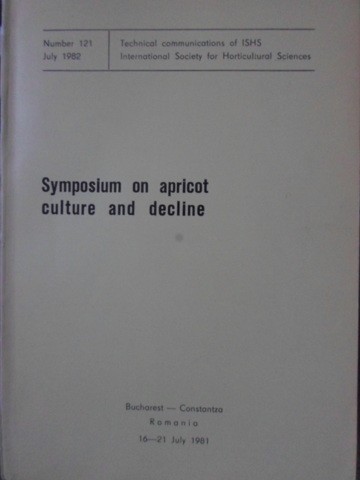 Number 121
July 1982
Technical communications of ISHS
International Society for Horticultural Sciences
Symposium on apricot
culture and decline
Bucharest — Constantza
Romania
16—21 July 1981